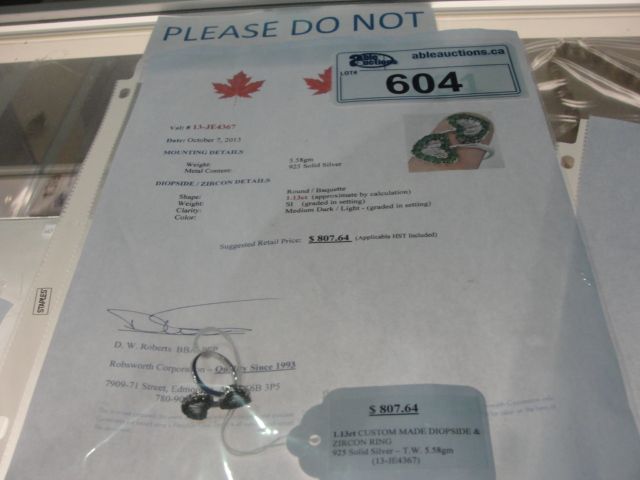 PLEASE DO NOT
Able Auctions
ableauctions.ca
LOT#
604
Val: # 13-JE4367
Date: October 7, 2013
MOUNTING DETAILS
Weight: 5.58gm
Metal Content: 925 Solid Silver
DIOPSIDE / ZIRCON DETAILS
Shape: Round / Baquette
Weight: 1.13ct (approximate by calculation)
Clarity: SI (graded in setting)
Color: Medium Dark / Light - (graded in setting)
Suggested Retail Price: $ 807.64 (Applicable HST Included)
STAPLES
D. W. Roberts
Robsworth Corporation – Since 1993
7909-71 Street, 3P5
$ 807.64
1.13ct CUSTOM MADE DIOPSIDE &
ZIRCON RING
925 Solid Silver – T.W. 5.58gm
(13-JE4367)